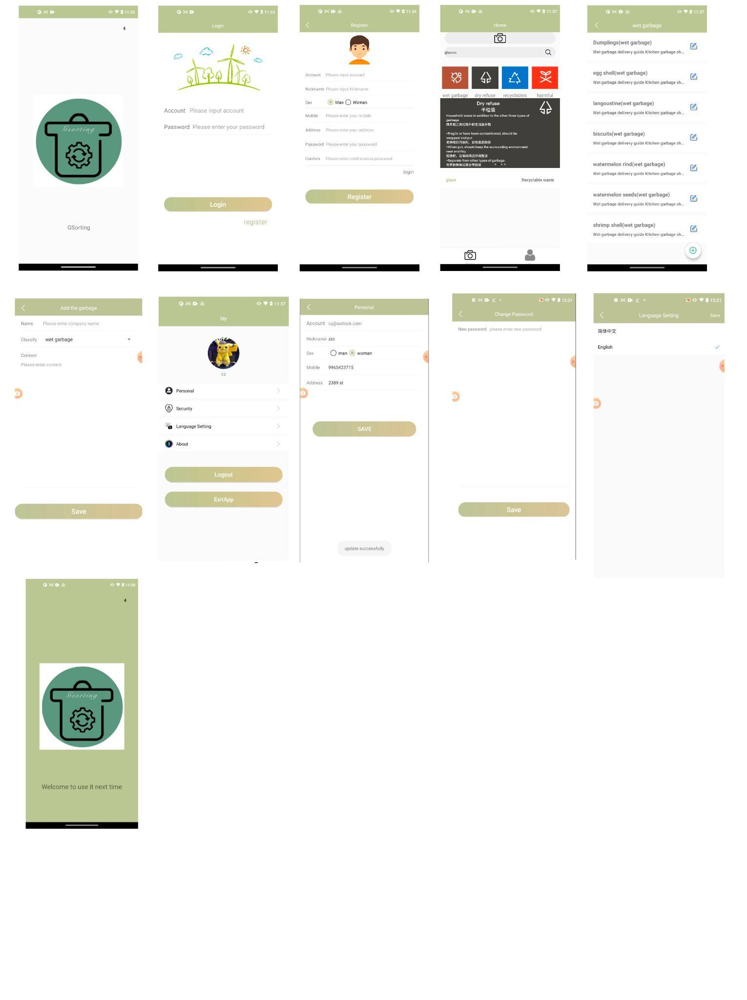 11:33
4
Gsorting
GSorting
11:33
Login
Account Please input account
Password Please enter your password
Login
register
11:34
Register
Account Please input account
Nickname Please input Nickname
Sex Man Woman
Mobile Please enter your mobile
Address Please enter your address
Password Please enter your password
Confirm Please enter confirmation password
login
Register
11:37
Home
glasses
wet garbage dry refuse recyclables harmful
Dry refuse
干垃圾
Household waste in addition to the other three types of
garbage
除其他三类垃圾外的生活废弃物
•Fragile or have been contaminated, should be
wrapped and put
易碎或已污染的，应包裹后投放
•When put, should keep the surrounding environment
neat and fidy
投放时，应保持周边环境整洁
•Separate from other types of garbage
与其他种类垃圾分开投放
glass Recyclable waste
11:37
wet garbage
Dumplings(wet garbage)
Wet garbage delivery guide Kitchen garbage sh...
egg shell(wet garbage)
Wet garbage delivery guide Kitchen garbage sh...
langoustine(wet garbage)
Wet garbage delivery guide Kitchen garbage sh...
biscuits(wet garbage)
Wet garbage delivery guide Kitchen garbage sh...
watermelon rind(wet garbage)
Wet garbage delivery guide Kitchen garbage sh...
watermelon seeds(wet garbage)
Wet garbage delivery guide Kitchen garbage sh...
shrimp shell(wet garbage)
Wet garbage delivery guide Kitchen garbage sh...
Add the garbage
Name Please enter company name
Classify wet garbage
Content
Please enter content
Save
11:37
My
cz
Personal
Security
Language Setting
About
Logout
ExitApp
Personal
Account cz@outlook.com
Nickname zzc
Sex man woman
Mobile 9965423715
Address 2389 st
SAVE
update successfully
12:21
Change Password
New password please enter new password
Save
12:21
Language Setting Save
简体中文
English
11:38
4
Gsorting
Welcome to use it next time